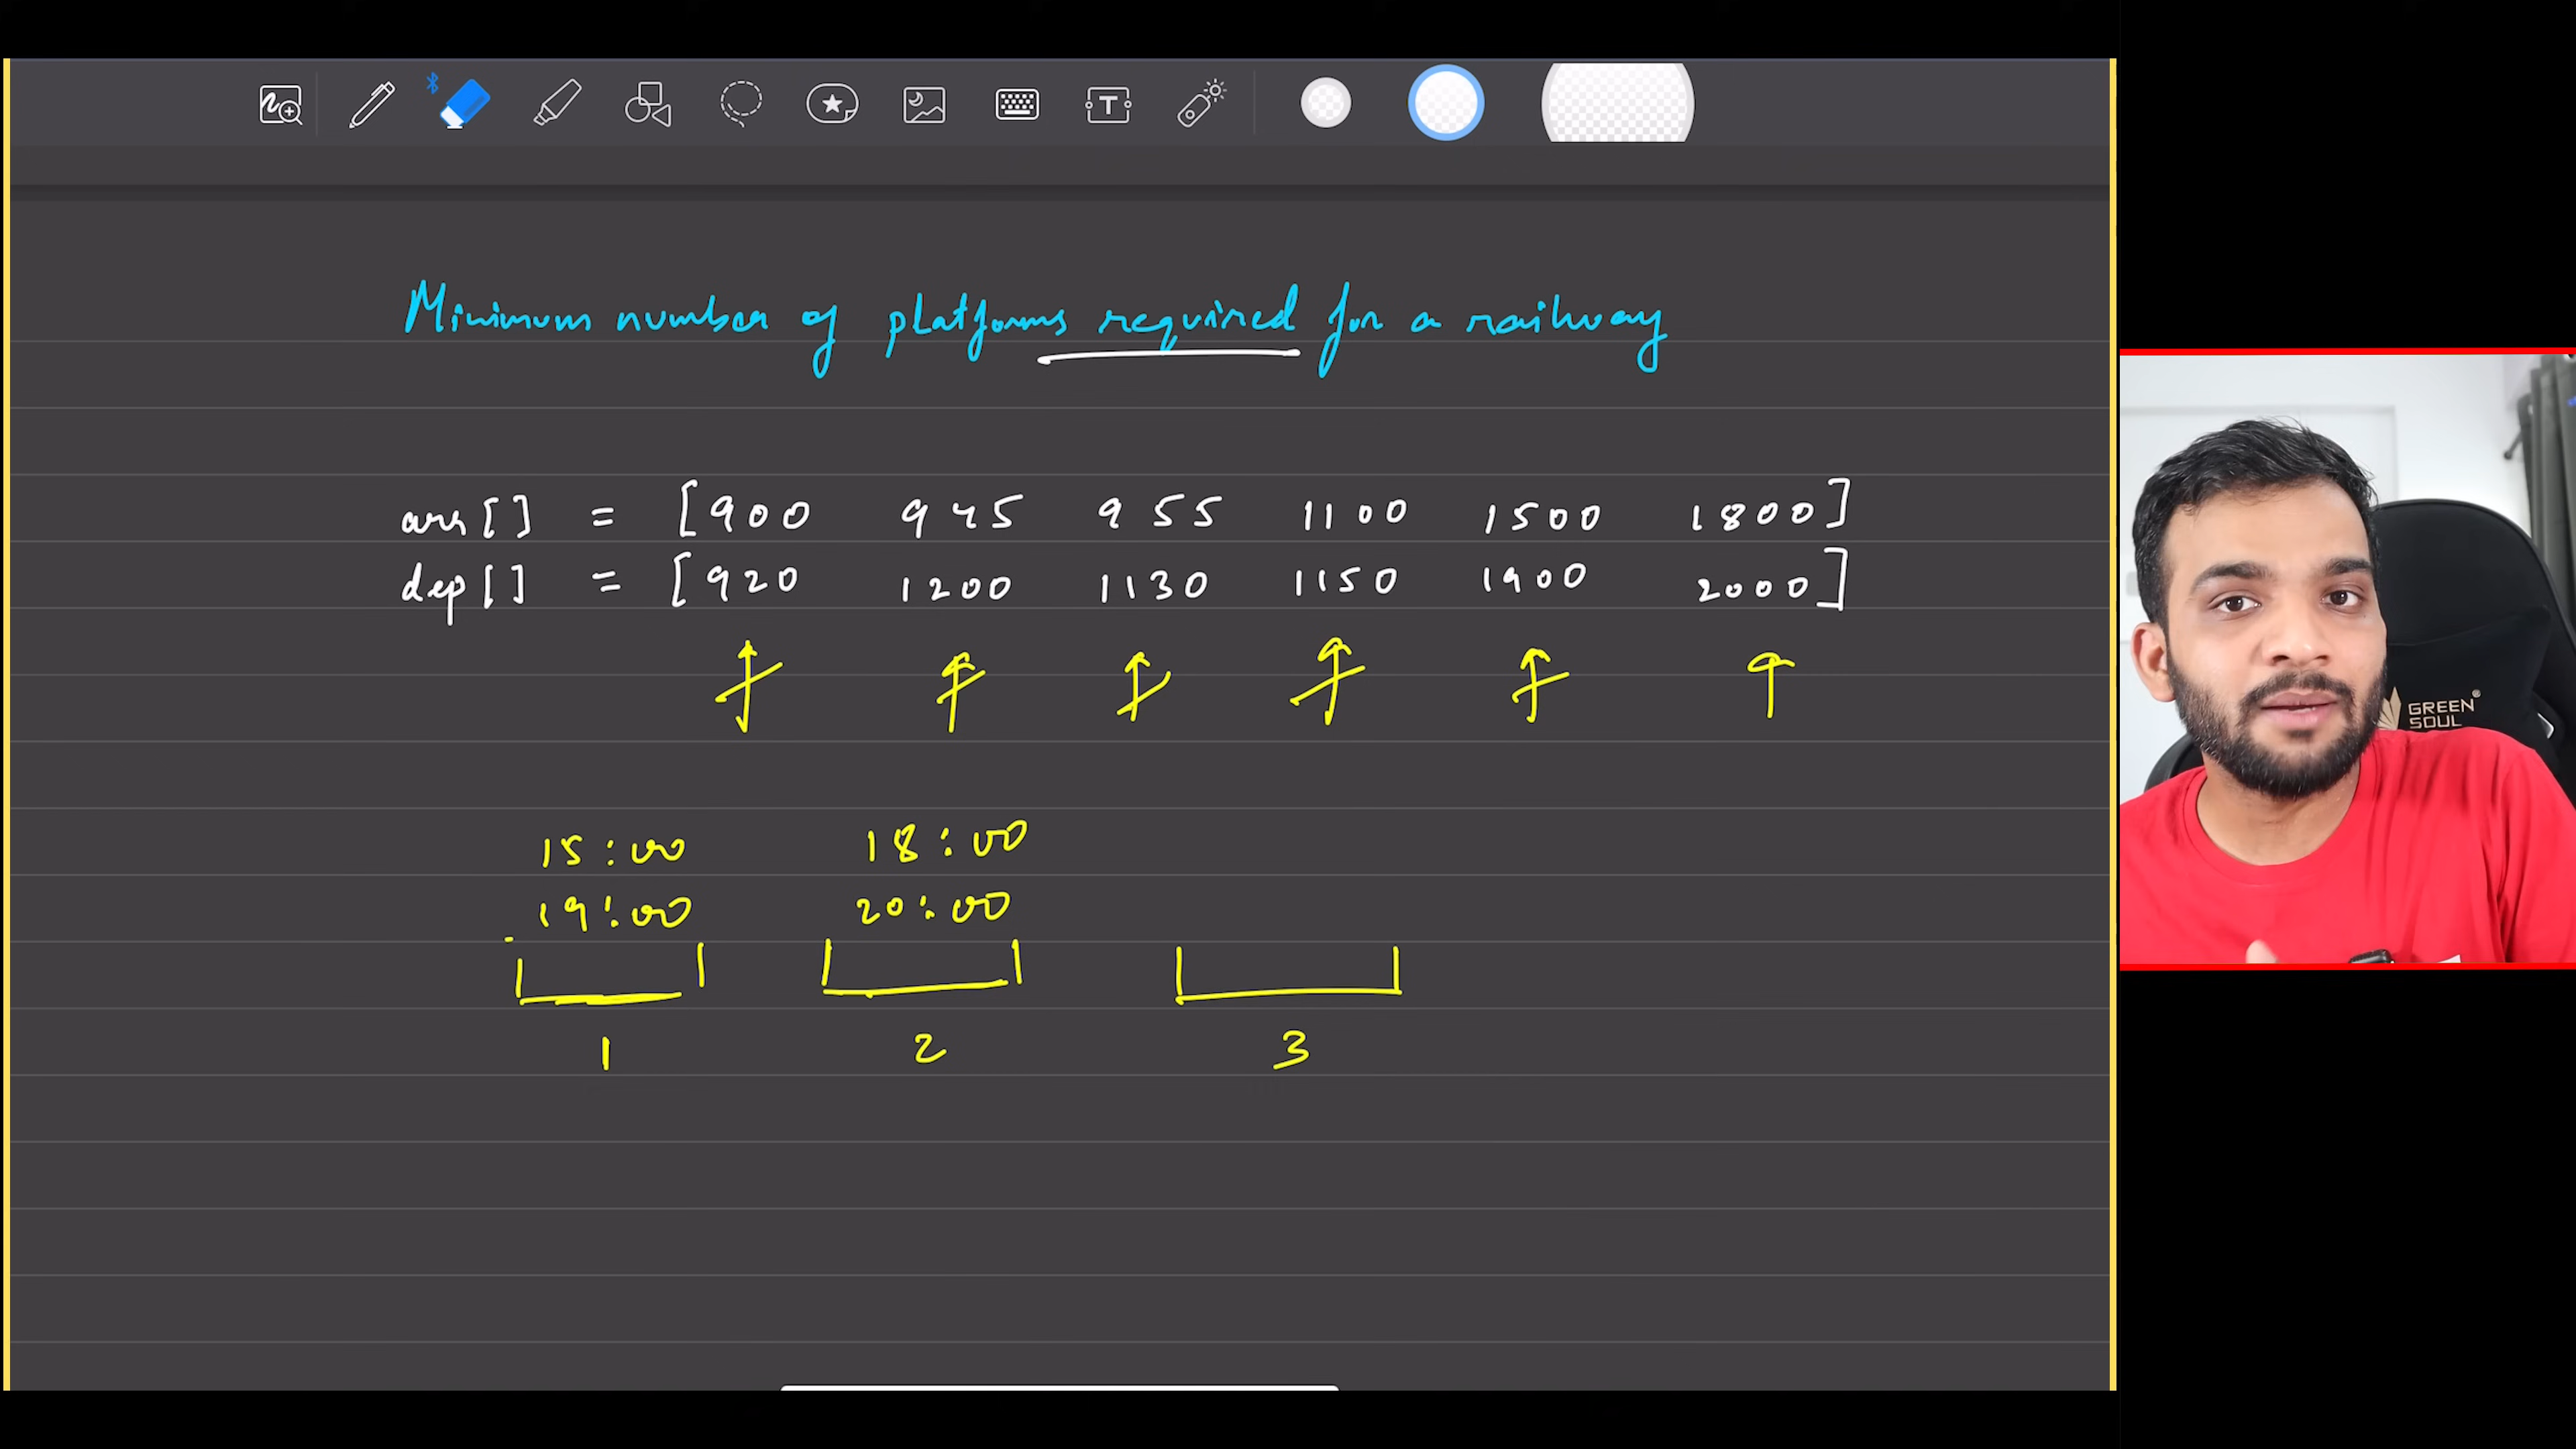 Minimum number of platforms required for a railway
arr[] = [900 945 955 1100 1500 1800]
dep[] = [920 1200 1130 1150 1900 2000]
15:00 18:00
19:00 20:00
1 2 3
T
GREEN SOUL®